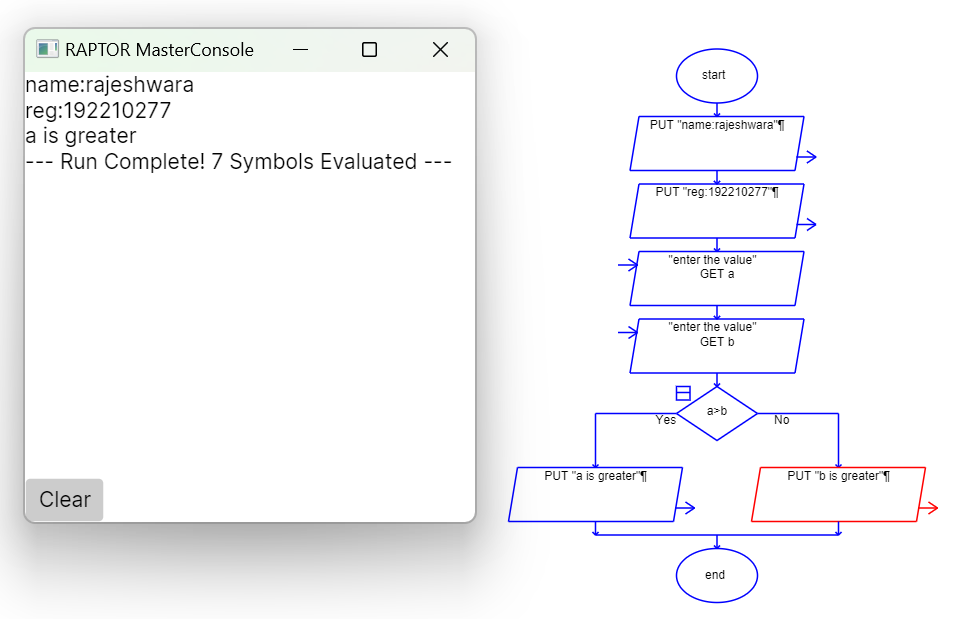 RAPTOR MasterConsole
name:rajeshwara
reg:192210277
a is greater
--- Run Complete! 7 Symbols Evaluated ---
Clear
start
PUT "name:rajeshwara"¶
PUT "reg:192210277"¶
"enter the value"
GET a
"enter the value"
GET b
a>b
Yes
No
PUT "a is greater"¶
PUT "b is greater"¶
end